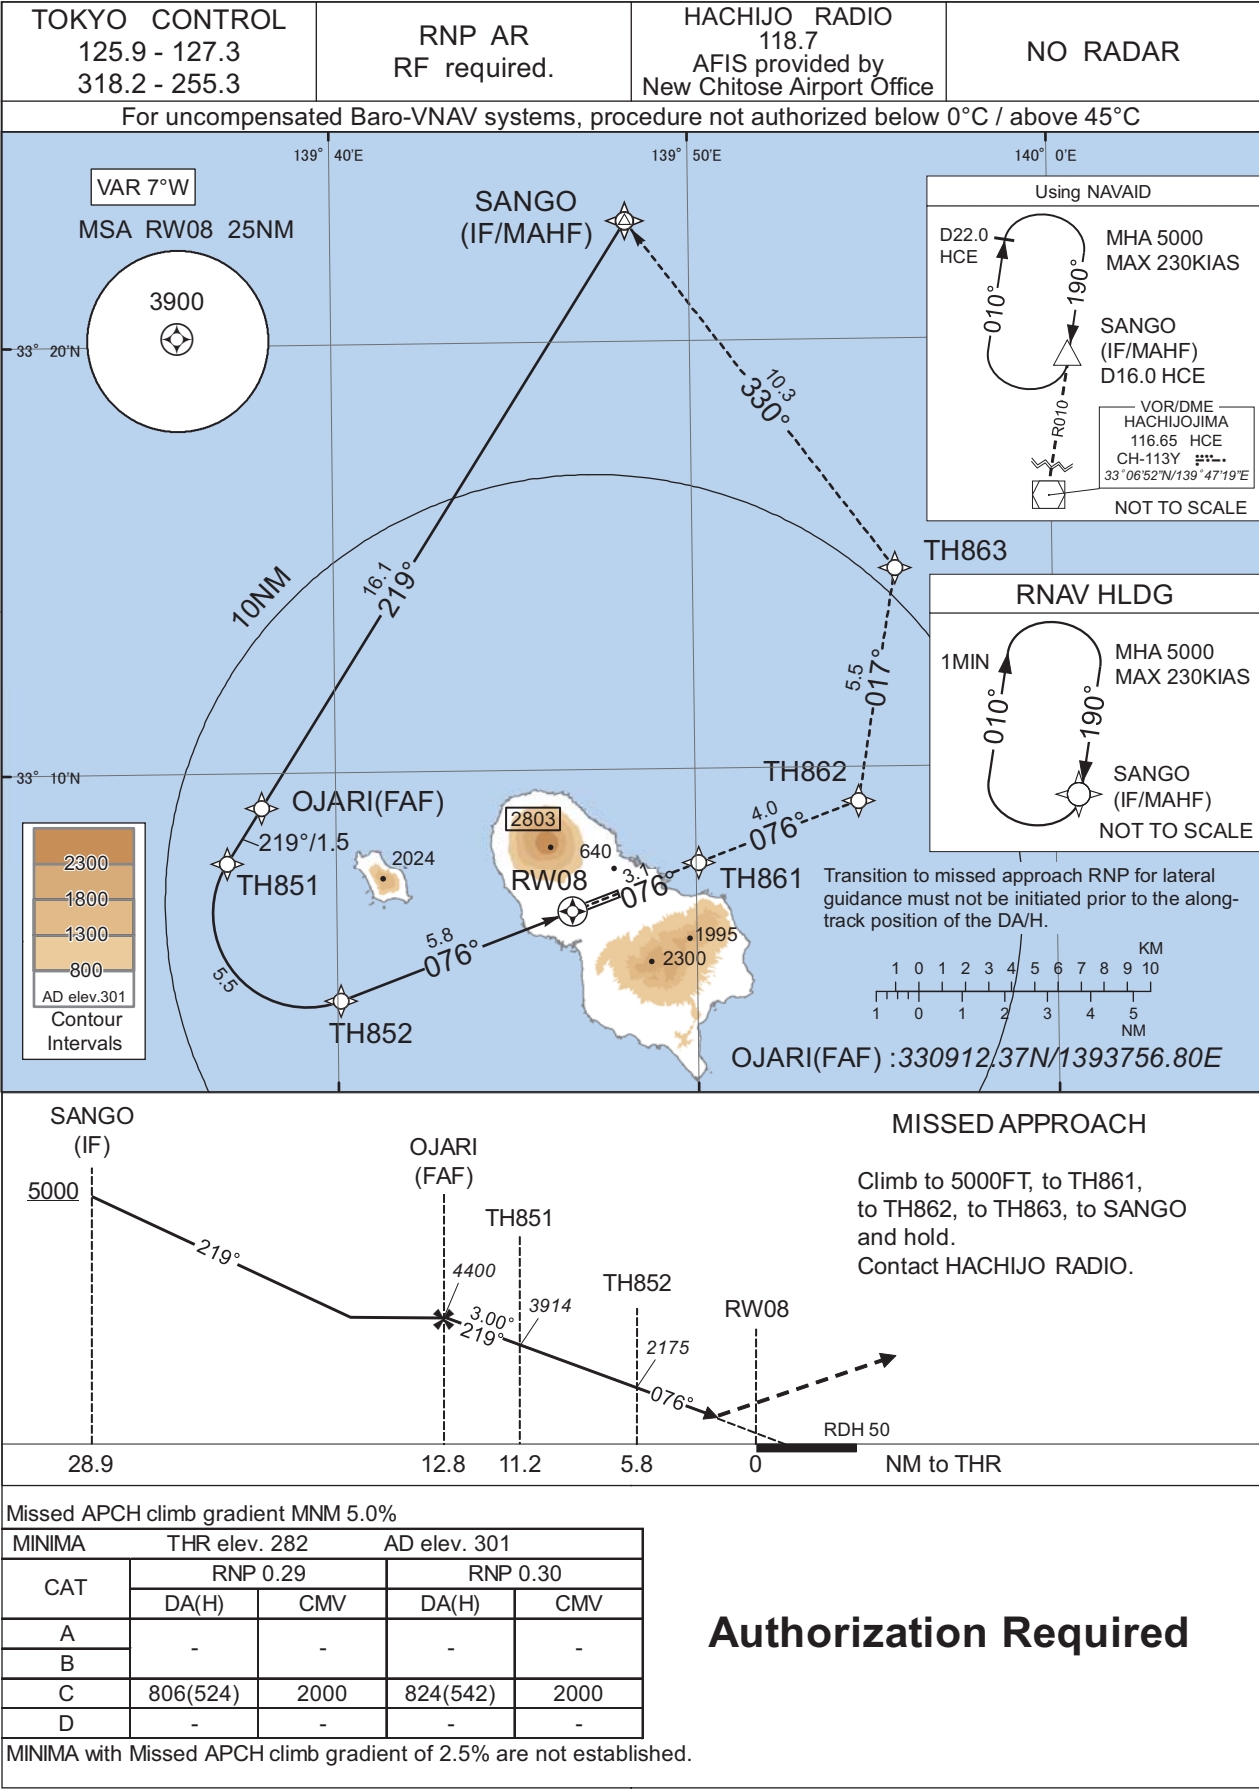 TOKYO CONTROL
125.9 - 127.3
318.2 - 255.3
RNP AR
RF required.
HACHIJO RADIO
118.7
AFIS provided by
New Chitose Airport Office
NO RADAR
For uncompensated Baro-VNAV systems, procedure not authorized below 0°C / above 45°C
139° 40'E
139° 50'E
140° 0'E
VAR 7°W
MSA RW08 25NM
3900
SANGO
(IF/MAHF)
33° 20'N
Using NAVAID
D22.0
HCE
MHA 5000
MAX 230KIAS
010°
190°
SANGO
(IF/MAHF)
D16.0 HCE
R010
VOR/DME
HACHIJOJIMA
116.65 HCE
CH-113Y
33°06'52"N/139°47'19"E
NOT TO SCALE
10.3
330°
TH863
10NM
16.1
219°
RNAV HLDG
1MIN
MHA 5000
MAX 230KIAS
010°
190°
SANGO
(IF/MAHF)
NOT TO SCALE
5.5
017°
33° 10'N
TH862
OJARI(FAF)
4.0
076°
2803
640
219°/1.5
2024
TH851
RW08
3.1
076°
TH861
2300
1800
1300
800
AD elev.301
Contour
Intervals
Transition to missed approach RNP for lateral
guidance must not be initiated prior to the along-
track position of the DA/H.
1995
2300
5.8
076°
5.5
TH852
KM
1 0 1 2 3 4 5 6 7 8 9 10
1 0 1 2 3 4 5
NM
OJARI(FAF) :330912.37N/1393756.80E
SANGO
(IF)
OJARI
(FAF)
TH851
TH852
RW08
5000
219°
4400
3.00°
219°
3914
2175
076°
RDH 50
28.9 12.8 11.2 5.8 0 NM to THR
MISSED APPROACH
Climb to 5000FT, to TH861,
to TH862, to TH863, to SANGO
and hold.
Contact HACHIJO RADIO.
Missed APCH climb gradient MNM 5.0%
MINIMA THR elev. 282 AD elev. 301
CAT RNP 0.29 RNP 0.30
DA(H) CMV DA(H) CMV
A - - - -
B
C 806(524) 2000 824(542) 2000
D - - - -
MINIMA with Missed APCH climb gradient of 2.5% are not established.
Authorization Required